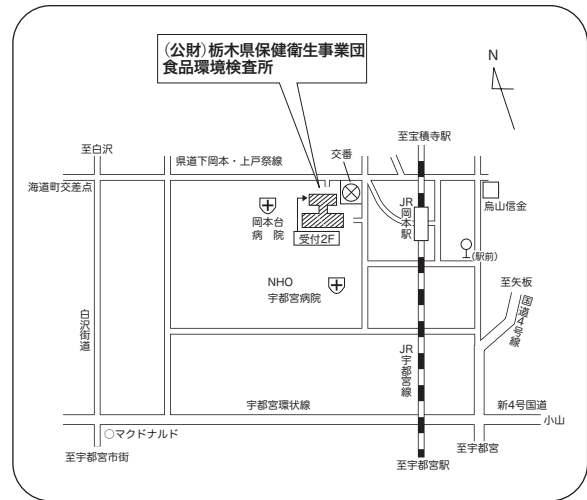 (公財)栃木県保健衛生事業団
食品環境検査所
N
至白沢
至宝積寺駅
県道下岡本・上戸祭線
交番
海道町交差点
岡本台
病 院
受付2F
JR岡本駅
烏山信金
(駅前)
NHO
宇都宮病院
至矢板
国道4号線
白沢街道
JR宇都宮線
宇都宮環状線
新4号国道
小山
○マクドナルド
至宇都宮市街
至宇都宮駅
至宇都宮